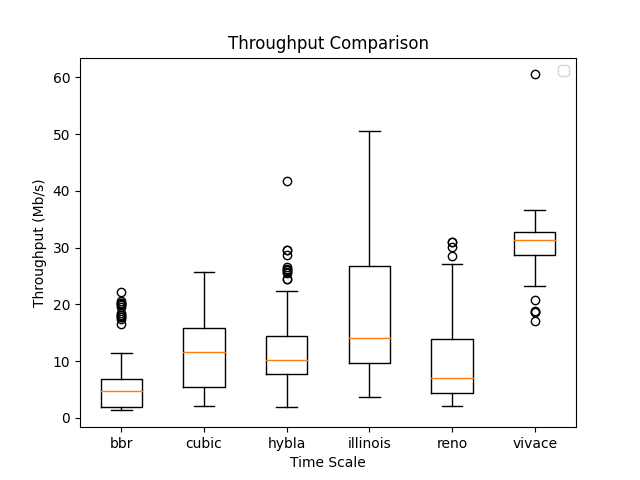 Throughput Comparison
Throughput (Mb/s)
60
50
40
30
20
10
0
bbr cubic hybla illinois reno vivace
Time Scale